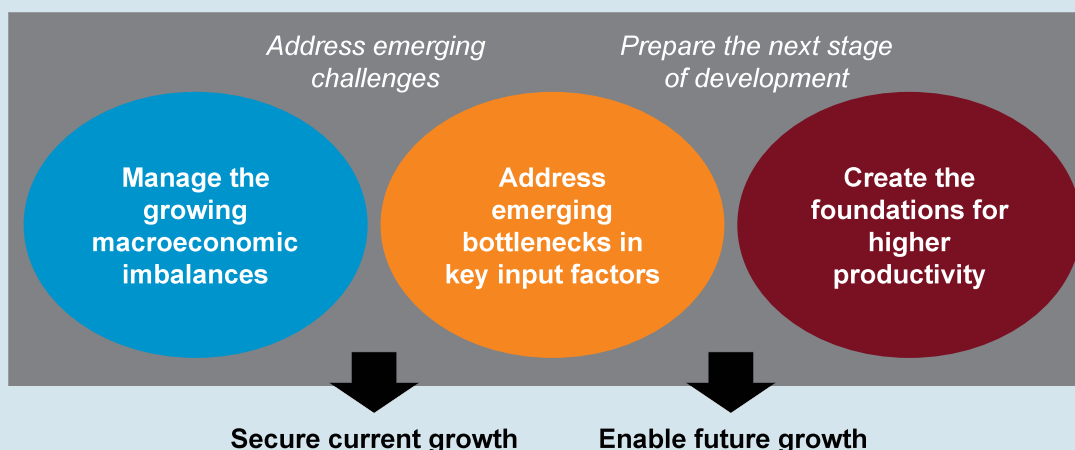 Address emerging
challenges
Prepare the next stage
of development
Manage the
growing
macroeconomic
imbalances
Address
emerging
bottlenecks in
key input factors
Create the
foundations for
higher
productivity
Secure current growth
Enable future growth